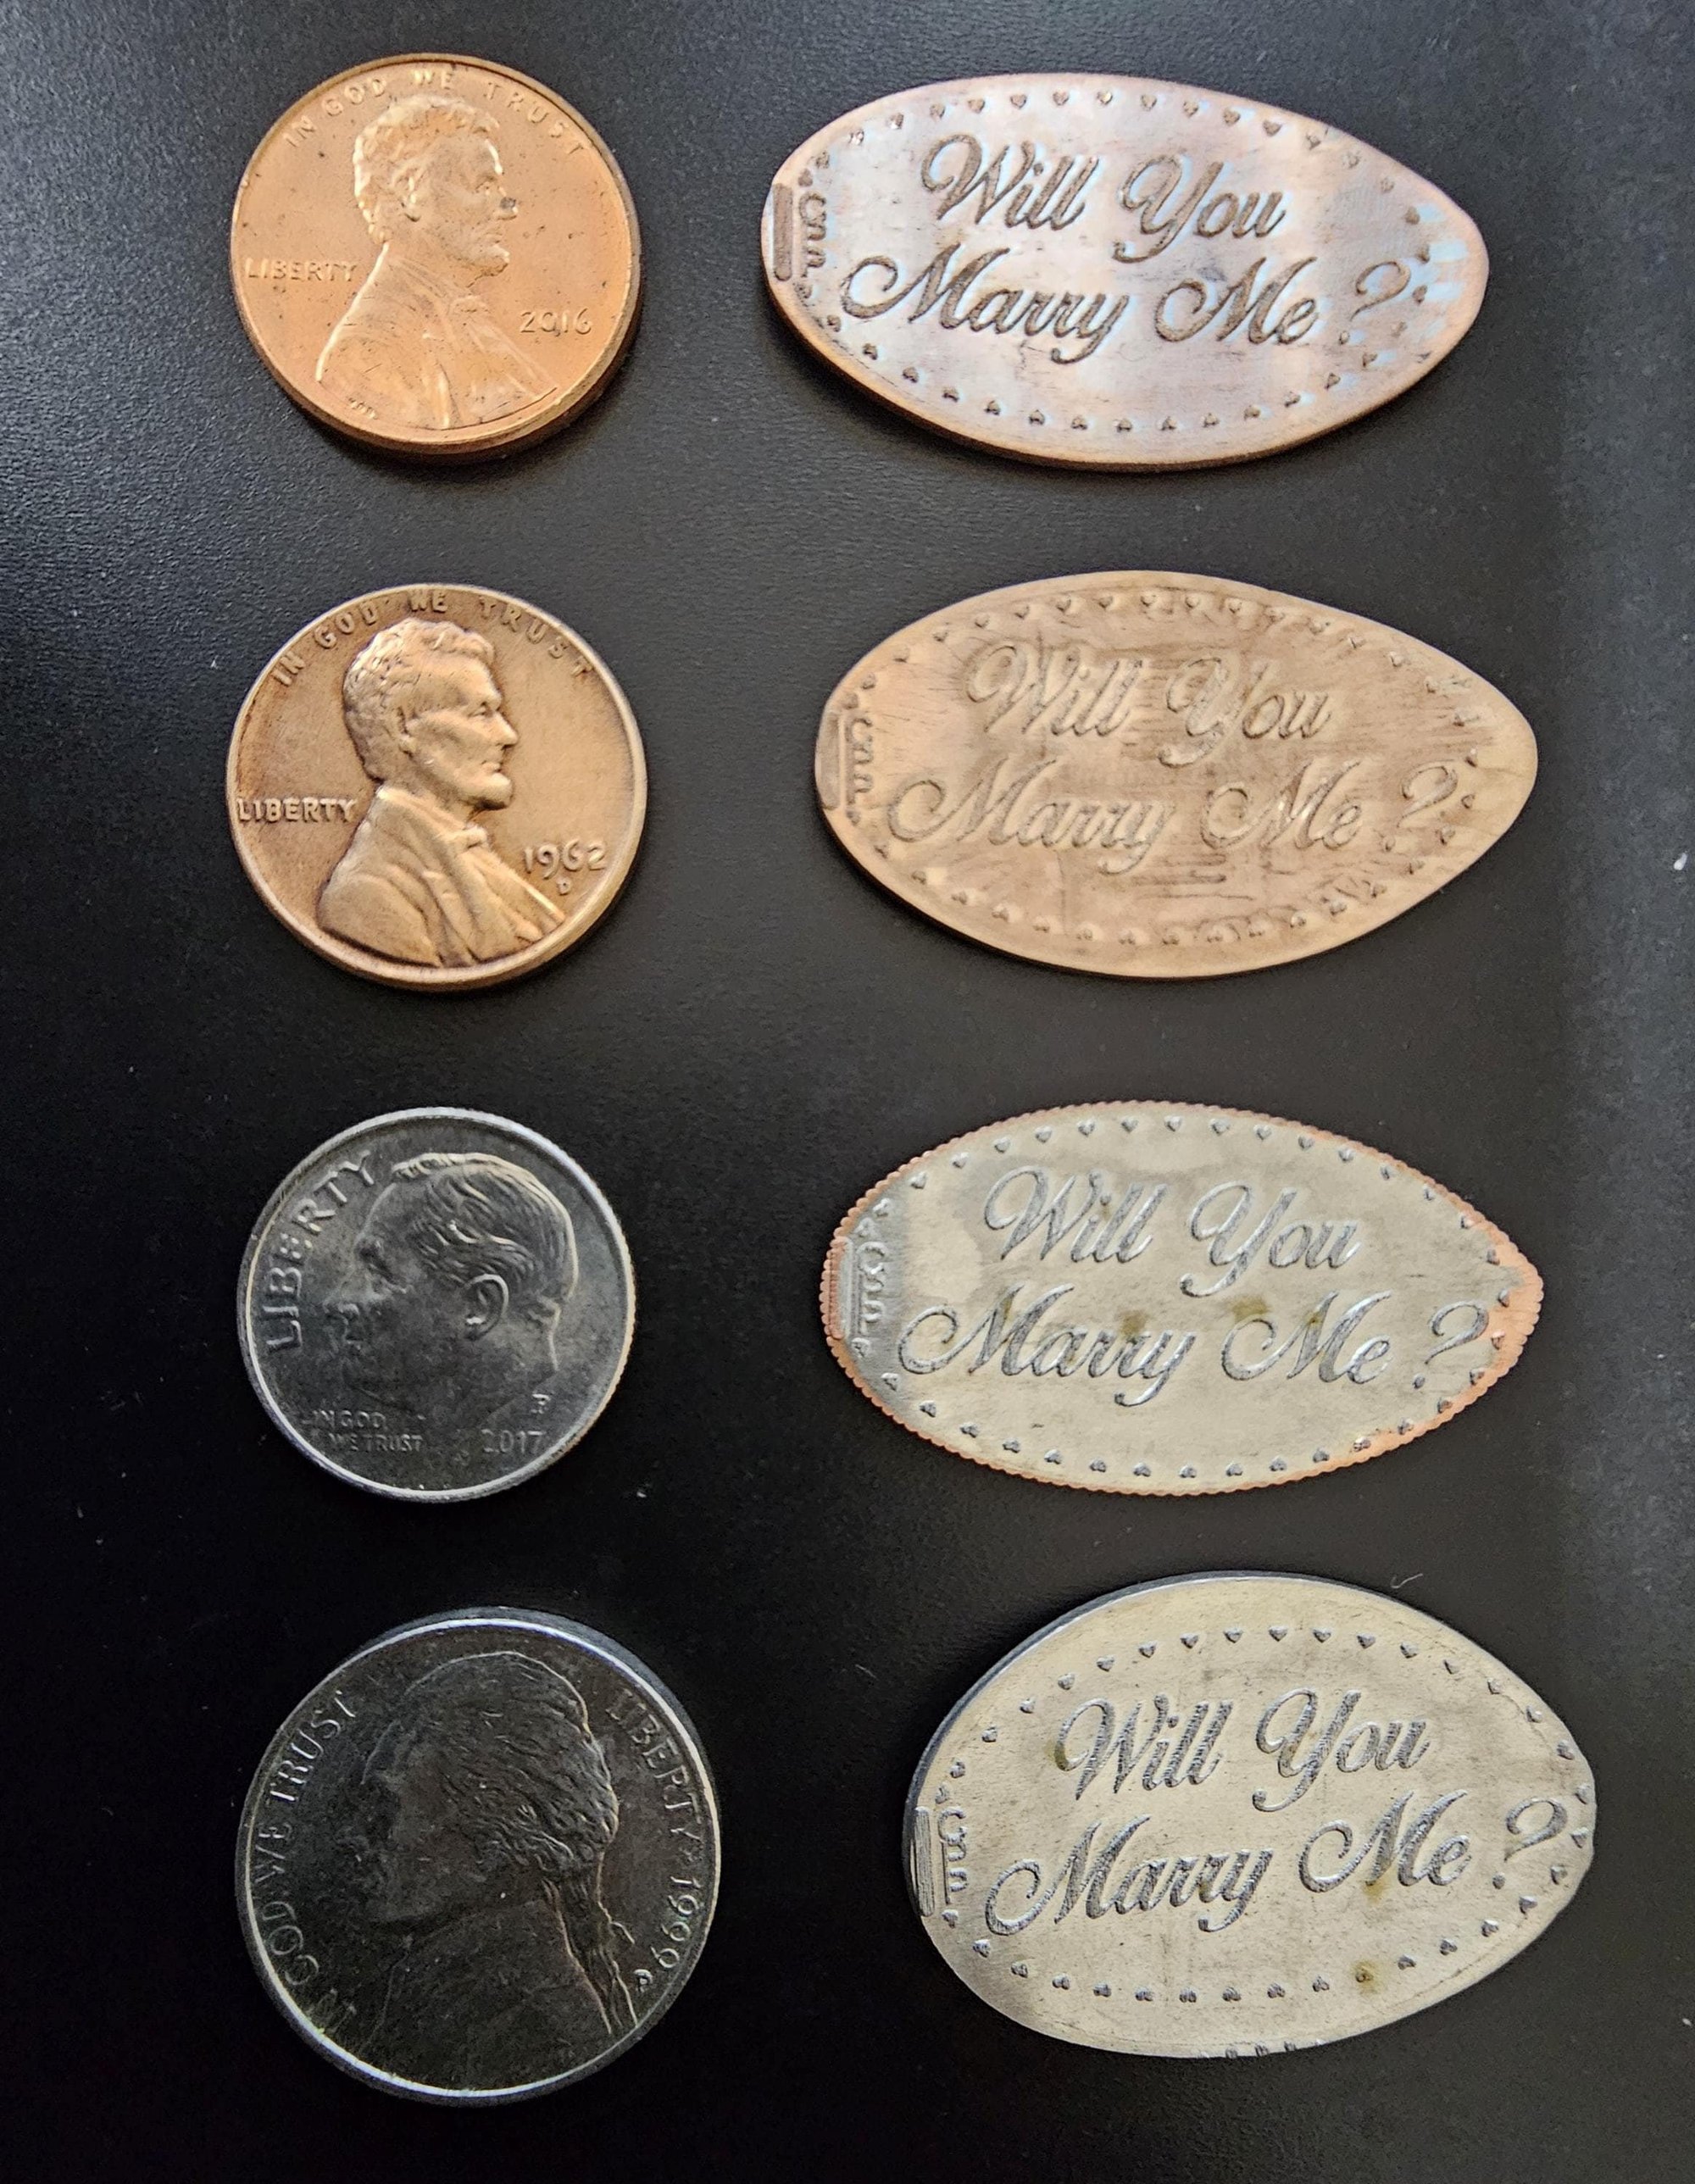 IN GOD WE TRUST
LIBERTY
2016
Will You
Marry Me ?
IN GOD WE TRUST
LIBERTY
1962
D
Will You
Marry Me ?
LIBERTY
P
IN GOD
WE TRUST
2017
Will You
Marry Me ?
GOD WE TRUST
LIBERTY 1999
Will You
Marry Me ?